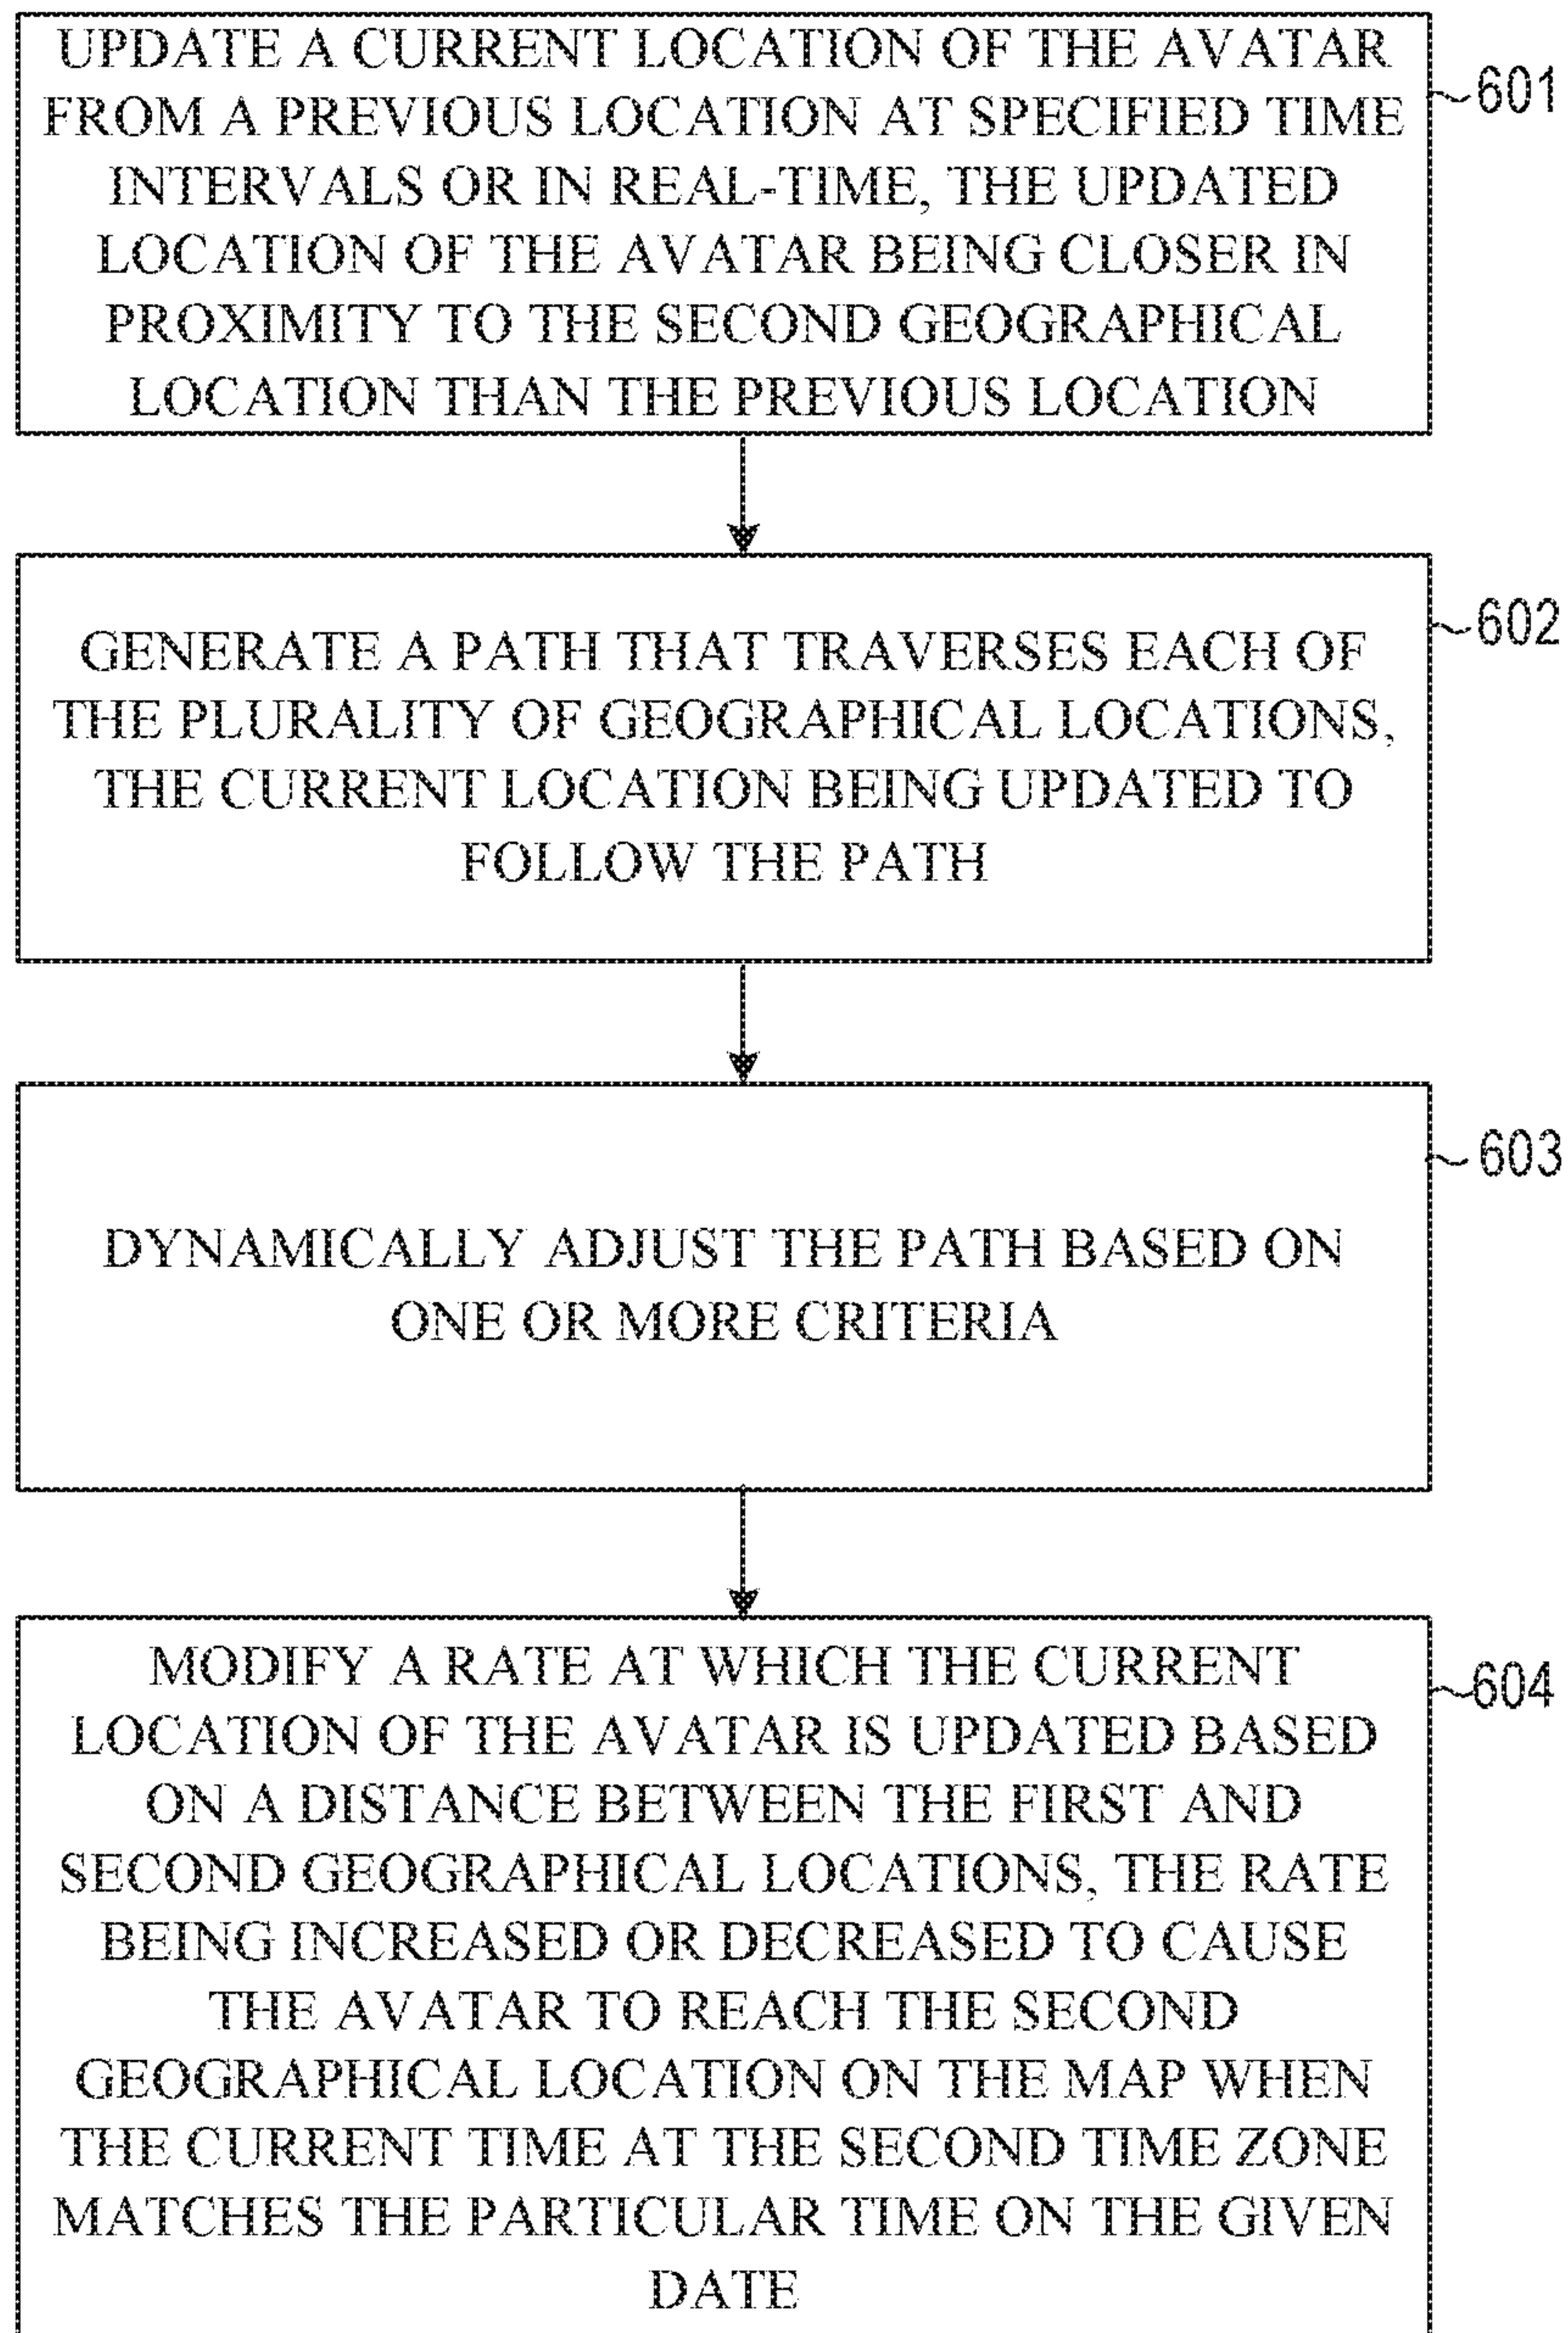 UPDATE A CURRENT LOCATION OF THE AVATAR
FROM A PREVIOUS LOCATION AT SPECIFIED TIME
INTERVALS OR IN REAL-TIME, THE UPDATED
LOCATION OF THE AVATAR BEING CLOSER IN
PROXIMITY TO THE SECOND GEOGRAPHICAL
LOCATION THAN THE PREVIOUS LOCATION
601
GENERATE A PATH THAT TRAVERSES EACH OF
THE PLURALITY OF GEOGRAPHICAL LOCATIONS,
THE CURRENT LOCATION BEING UPDATED TO
FOLLOW THE PATH
602
DYNAMICALLY ADJUST THE PATH BASED ON
ONE OR MORE CRITERIA
603
MODIFY A RATE AT WHICH THE CURRENT
LOCATION OF THE AVATAR IS UPDATED BASED
ON A DISTANCE BETWEEN THE FIRST AND
SECOND GEOGRAPHICAL LOCATIONS, THE RATE
BEING INCREASED OR DECREASED TO CAUSE
THE AVATAR TO REACH THE SECOND
GEOGRAPHICAL LOCATION ON THE MAP WHEN
THE CURRENT TIME AT THE SECOND TIME ZONE
MATCHES THE PARTICULAR TIME ON THE GIVEN
DATE
604